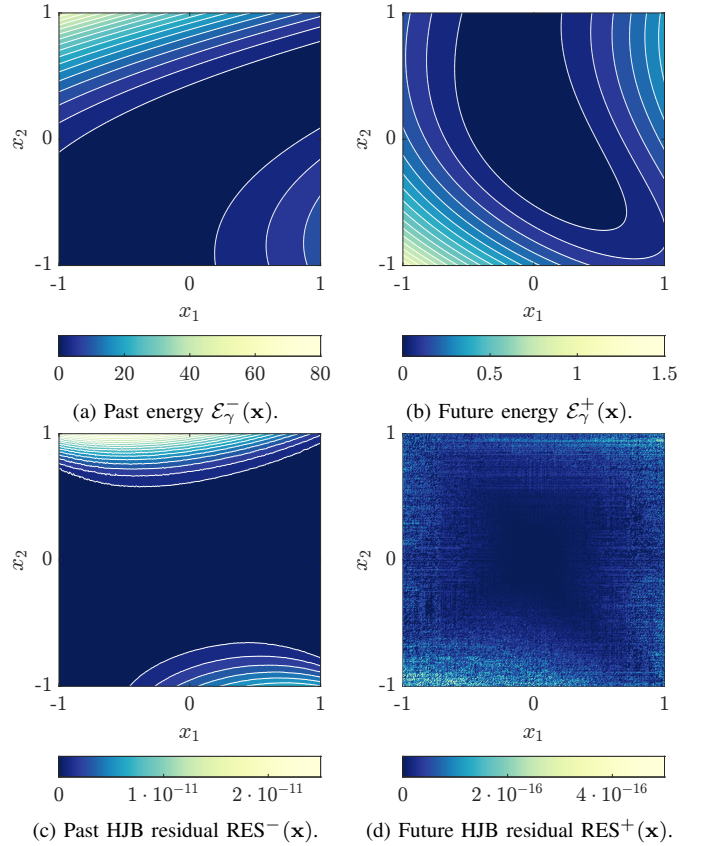 1
0
-1
x₂
-1
0
1
x₁
0
20
40
60
80
(a) Past energy ℰ⁻_γ(𝐱).
1
0
-1
x₂
-1
0
1
x₁
0
0.5
1
1.5
(b) Future energy ℰ⁺_γ(𝐱).
1
0
-1
x₂
-1
0
1
x₁
0
1 · 10⁻¹¹
2 · 10⁻¹¹
(c) Past HJB residual RES⁻(𝐱).
1
0
-1
x₂
-1
0
1
x₁
0
2 · 10⁻¹⁶
4 · 10⁻¹⁶
(d) Future HJB residual RES⁺(𝐱).